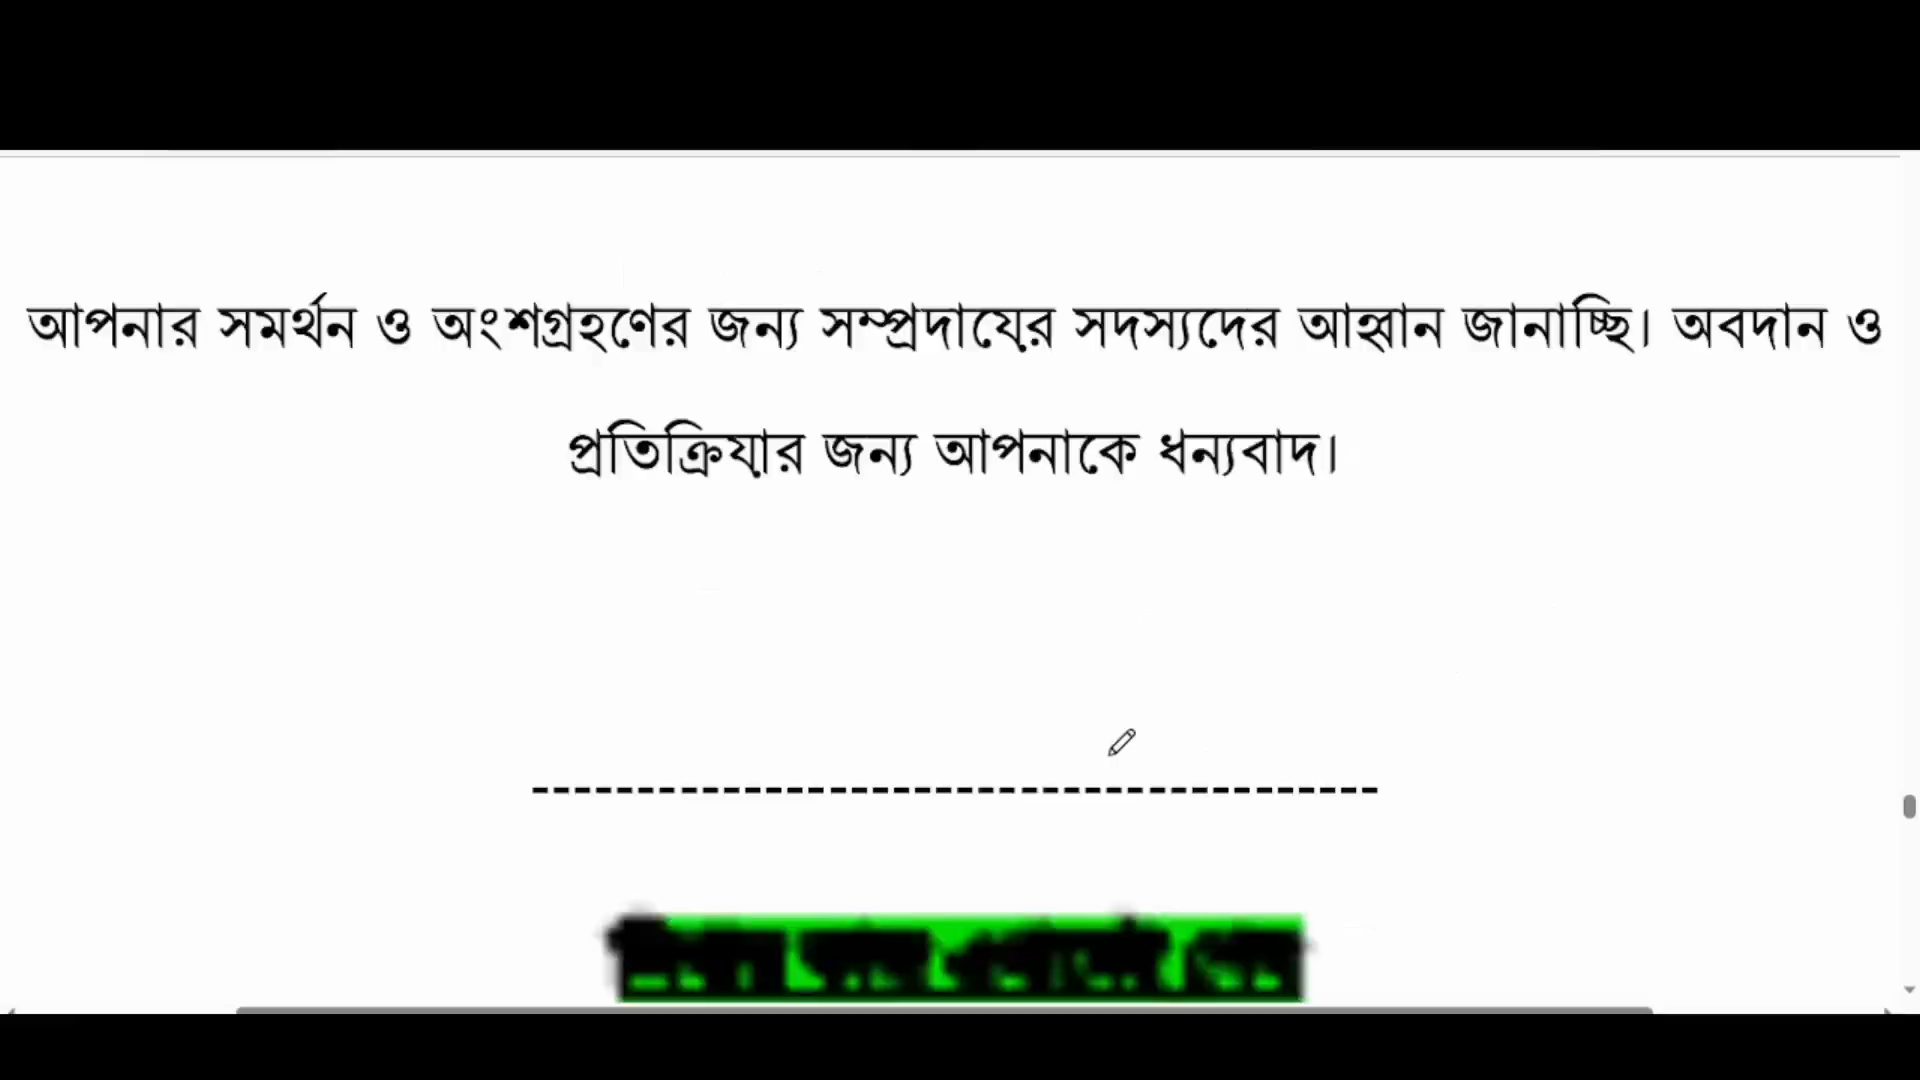 আপনার সমর্থন ও অংশগ্রহণের জন্য সম্প্রদায়ের সদস্যদের আহ্বান জানাচ্ছি। অবদান ও
প্রতিক্রিয়ার জন্য আপনাকে ধন্যবাদ।
----------------------------------------